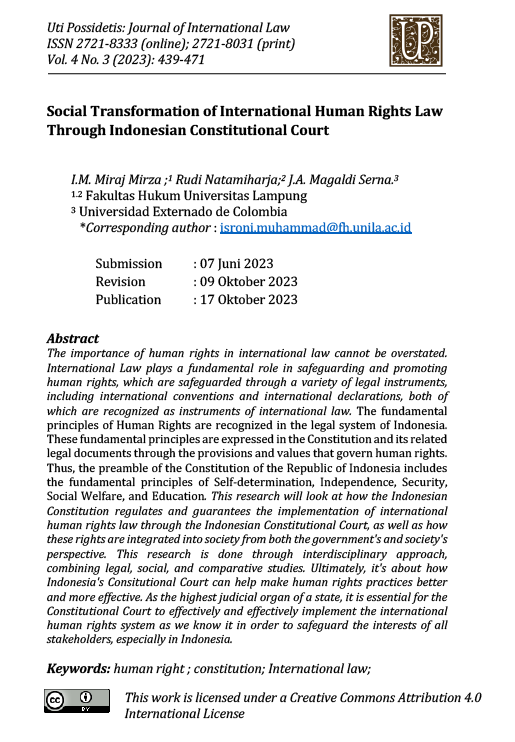 Uti Possidetis: Journal of International Law
ISSN 2721-8333 (online); 2721-8031 (print)
Vol. 4 No. 3 (2023): 439-471
UP
Social Transformation of International Human Rights Law
Through Indonesian Constitutional Court
I.M. Miraj Mirza ;¹ Rudi Natamiharja;² J.A. Magaldi Serna.³
¹·² Fakultas Hukum Universitas Lampung
³ Universidad Externado de Colombia
*Corresponding author : isroni.muhammad@fh.unila.ac.id
Submission : 07 Juni 2023
Revision : 09 Oktober 2023
Publication : 17 Oktober 2023
Abstract
The importance of human rights in international law cannot be overstated.
International Law plays a fundamental role in safeguarding and promoting
human rights, which are safeguarded through a variety of legal instruments,
including international conventions and international declarations, both of
which are recognized as instruments of international law. The fundamental
principles of Human Rights are recognized in the legal system of Indonesia.
These fundamental principles are expressed in the Constitution and its related
legal documents through the provisions and values that govern human rights.
Thus, the preamble of the Constitution of the Republic of Indonesia includes
the fundamental principles of Self-determination, Independence, Security,
Social Welfare, and Education. This research will look at how the Indonesian
Constitution regulates and guarantees the implementation of international
human rights law through the Indonesian Constitutional Court, as well as how
these rights are integrated into society from both the government's and society's
perspective. This research is done through interdisciplinary approach,
combining legal, social, and comparative studies. Ultimately, it's about how
Indonesia's Consitutional Court can help make human rights practices better
and more effective. As the highest judicial organ of a state, it is essential for the
Constitutional Court to effectively and effectively implement the international
human rights system as we know it in order to safeguard the interests of all
stakeholders, especially in Indonesia.
Keywords: human right ; constitution; International law;
cc BY
This work is licensed under a Creative Commons Attribution 4.0
International License